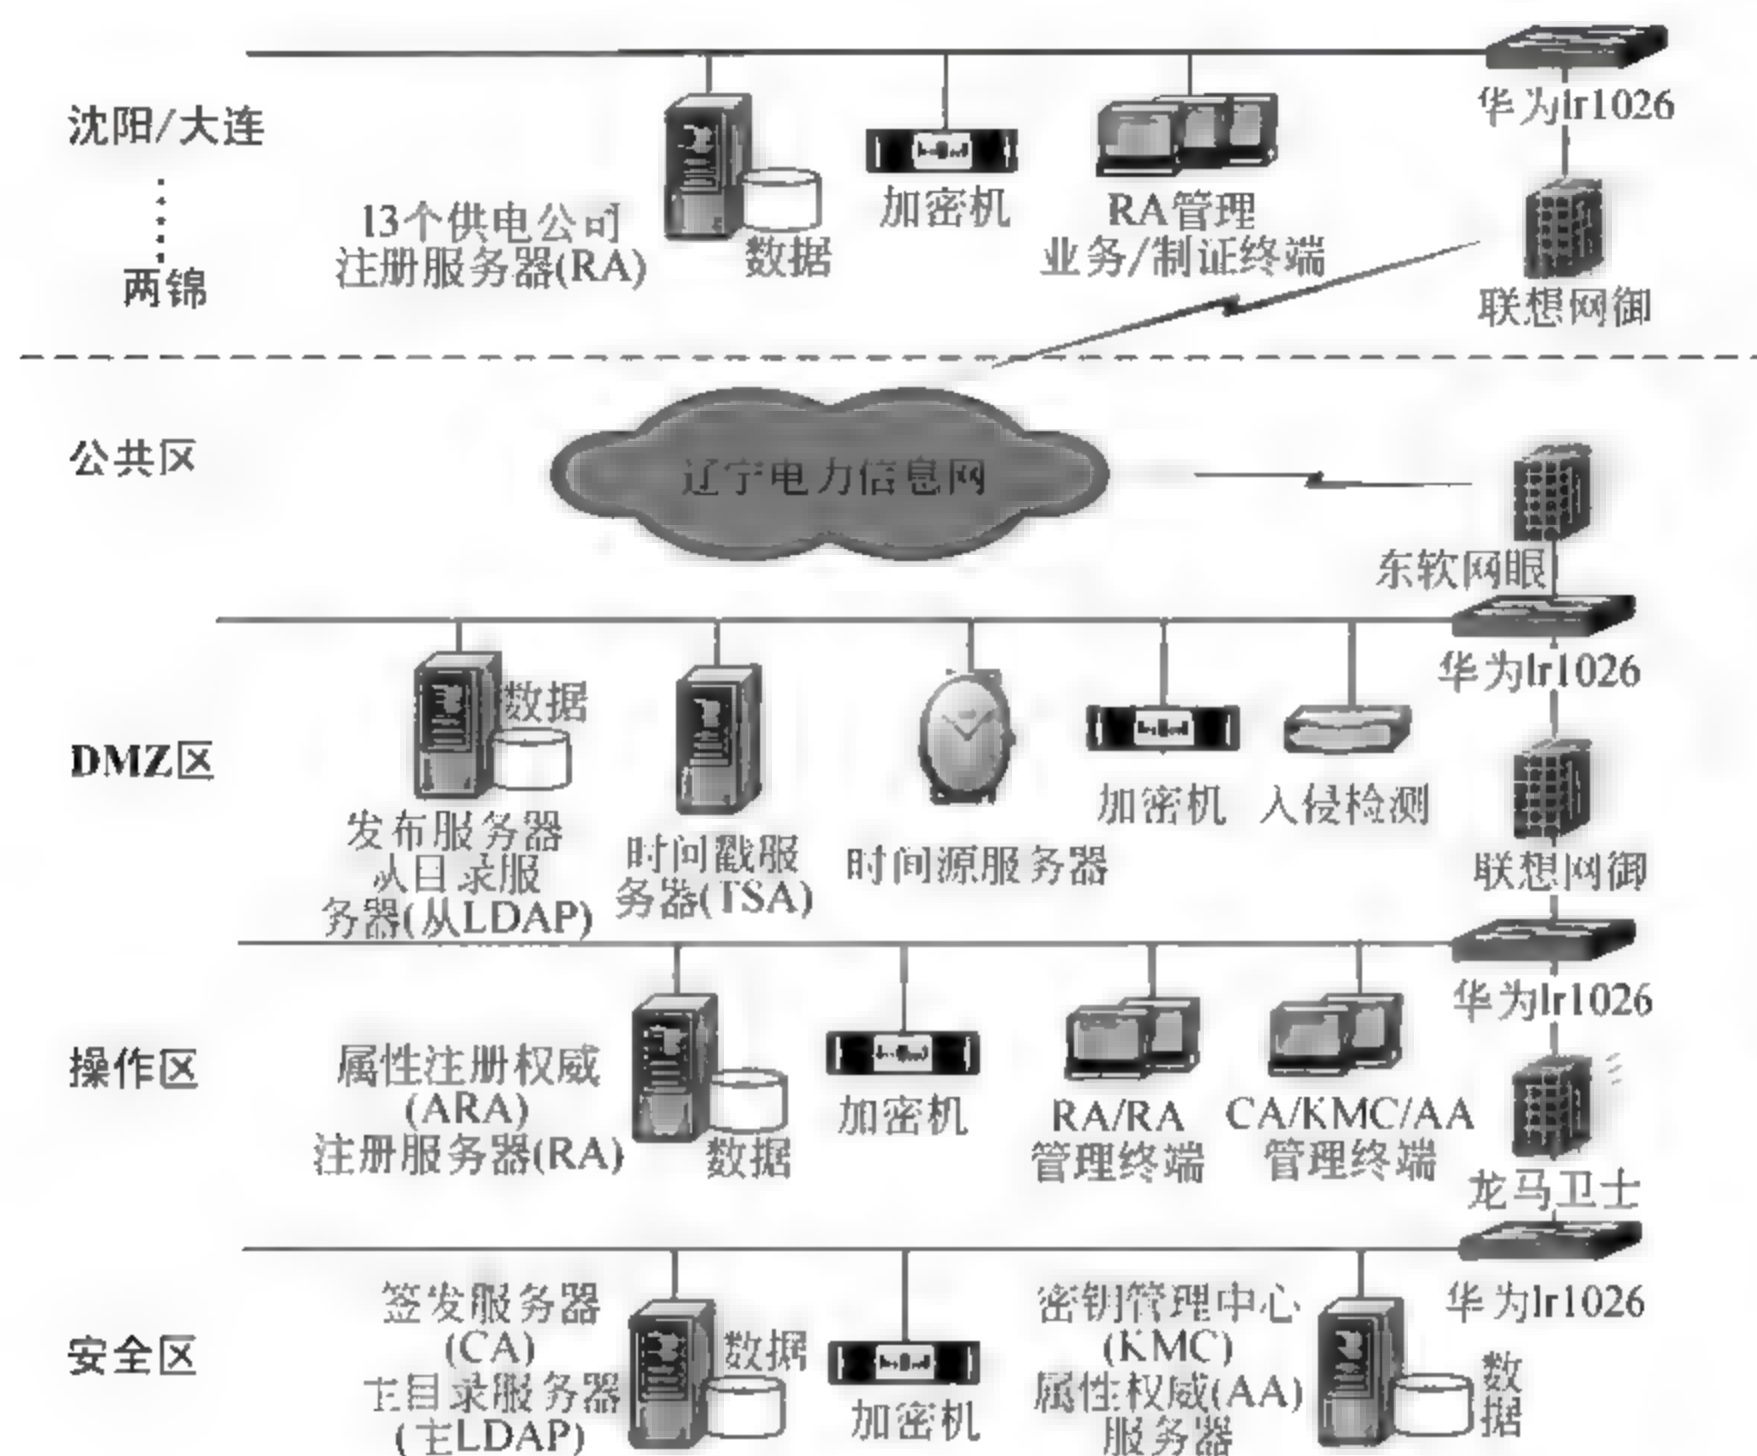 沈阳/大连
两锦
13个供电公司
注册服务器(RA)
数据
加密机
RA管理
业务/制证终端
华为lr1026
联想网御
公共区
辽宁电力信息网
东软网眼
华为lr1026
DMZ区
数据
发布服务器
从目录服
务器(从LDAP)
时间戳服
务器(TSA)
时间源服务器
加密机
入侵检测
联想网御
华为lr1026
操作区
属性注册权威
(ARA)
注册服务器(RA)
数据
加密机
RA/RA
管理终端
CA/KMC/AA
管理终端
龙马卫士
华为lr1026
安全区
签发服务器
(CA)
主目录服务器
(主LDAP)
数据
加密机
密钥管理中心
(KMC)
属性权威(AA)
服务器
数
据